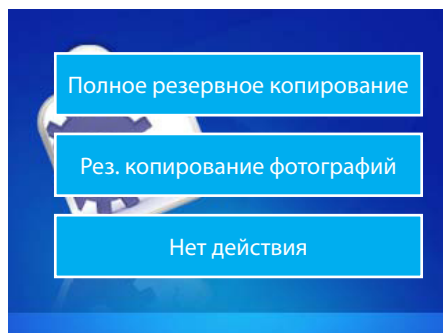 Полное резервное копирование
Рез. копирование фотографий
Нет действия